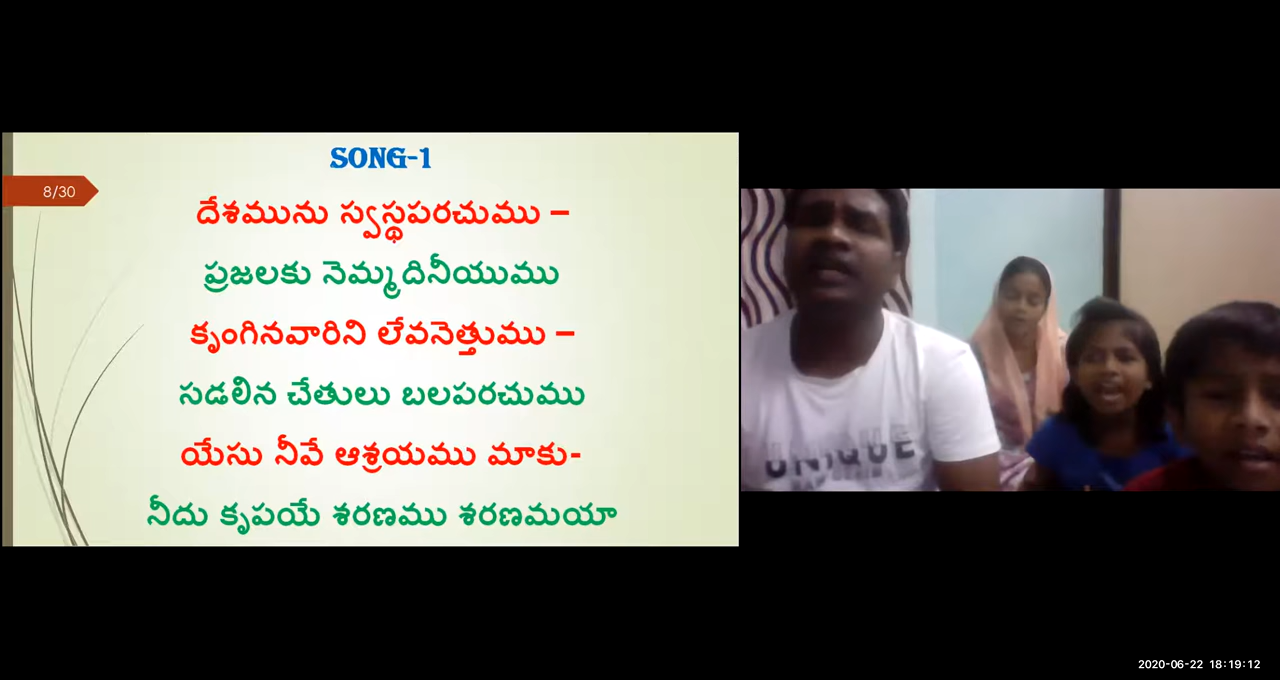 SONG-1
8/30
దేశమును స్వస్థపరచుము –
ప్రజలకు నెమ్మదినీయుము
కృంగినవారిని లేవనెత్తుము –
సడలిన చేతులు బలపరచుము
యేసు నీవే ఆశ్రయము మాకు-
నీదు కృపయే శరణము శరణమయా
UNIQUE
2020-06-22 18:19:12